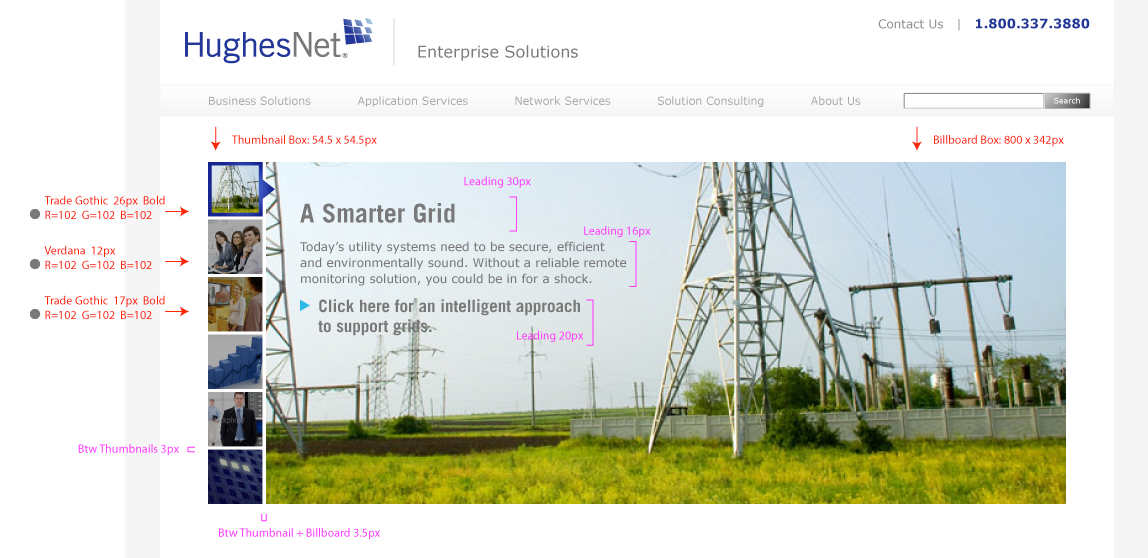 HughesNet®
Enterprise Solutions
Contact Us | 1.800.337.3880
Business Solutions Application Services Network Services Solution Consulting About Us Search
Thumbnail Box: 54.5 x 54.5px
Billboard Box: 800 x 342px
Leading 30px
Trade Gothic 26px Bold
R=102 G=102 B=102
A Smarter Grid
Leading 16px
Verdana 12px
R=102 G=102 B=102
Today's utility systems need to be secure, efficient
and environmentally sound. Without a reliable remote
monitoring solution, you could be in for a shock.
Trade Gothic 17px Bold
R=102 G=102 B=102
Click here for an intelligent approach
to support grids.
Leading 20px
Btw Thumbnails 3px
Btw Thumbnail + Billboard 3.5px